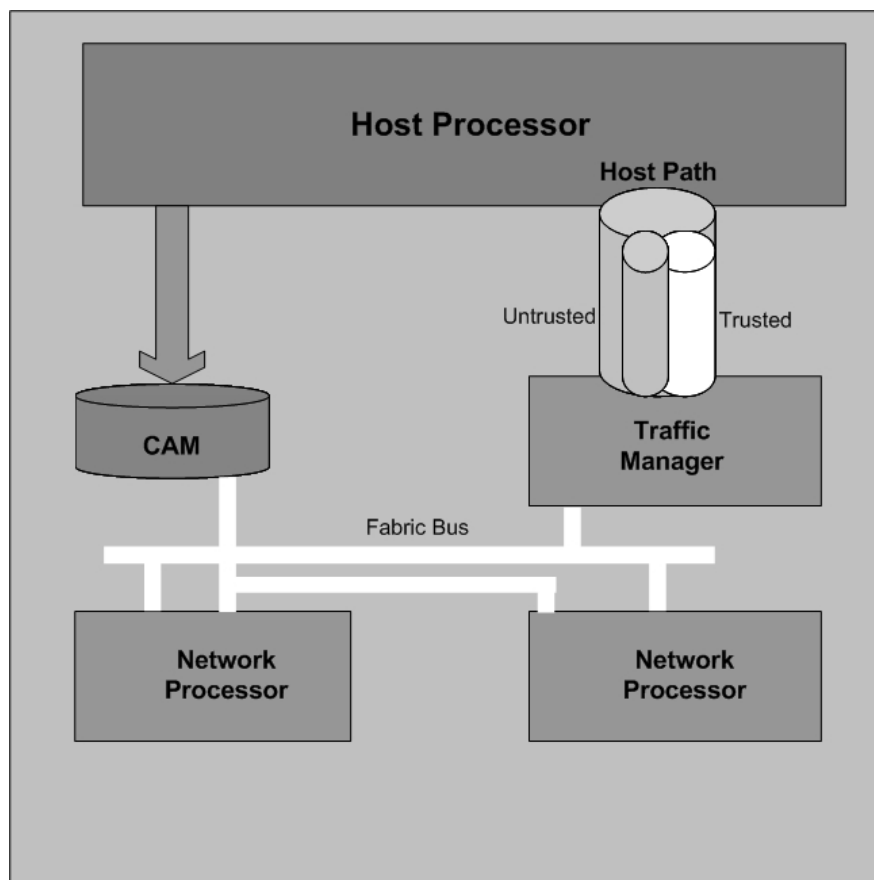 Host Processor
Host Path
Untrusted
Trusted
CAM
Traffic
Manager
Fabric Bus
Network
Processor
Network
Processor